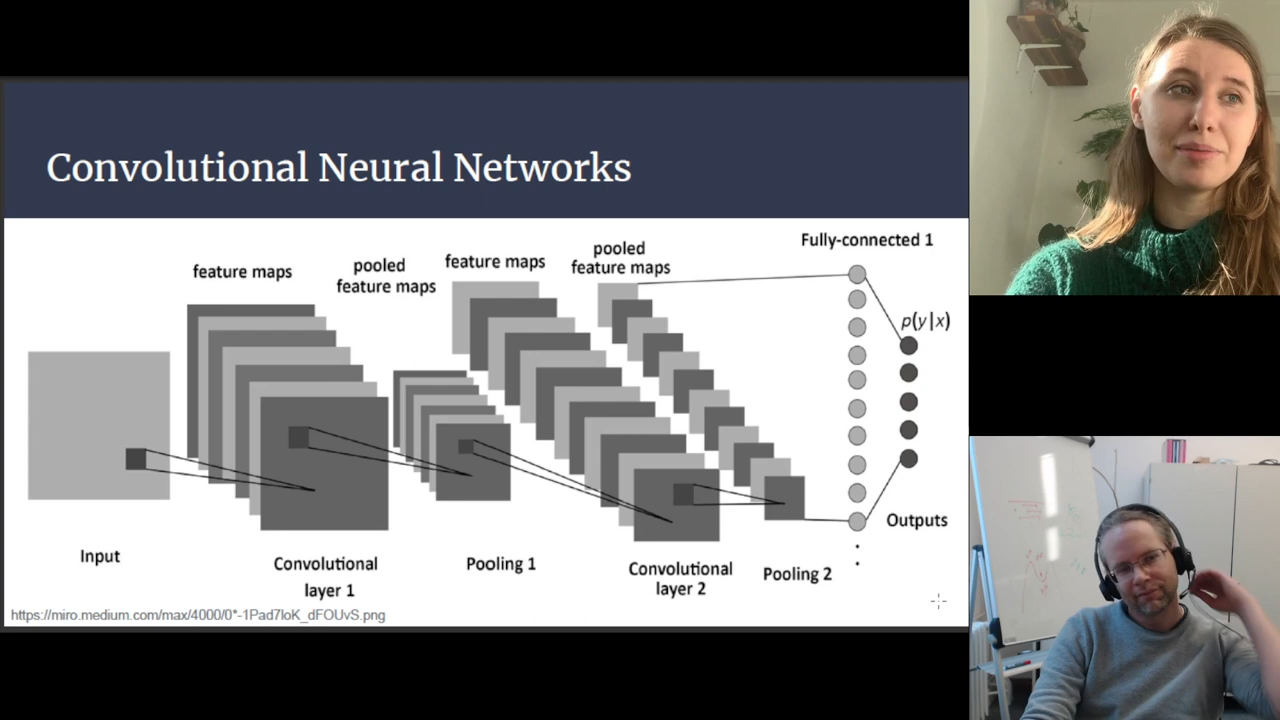 Convolutional Neural Networks
feature maps
pooled
feature maps
feature maps
pooled
feature maps
Fully-connected 1
p(y|x)
Input
Convolutional
layer 1
Pooling 1
Convolutional
layer 2
Pooling 2
Outputs
https://miro.medium.com/max/4000/0*-1Pad7loK_dFOUvS.png